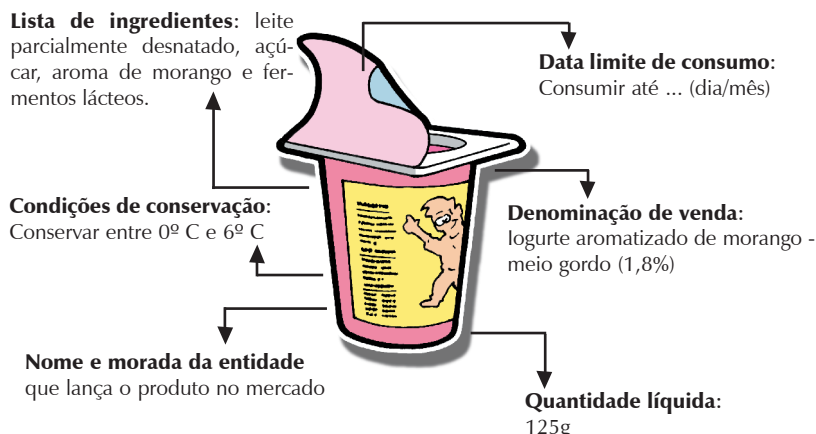 Lista de ingredientes: leite
parcialmente desnatado, açú-
car, aroma de morango e fer-
mentos lácteos.
Data limite de consumo:
Consumir até ... (dia/mês)
Condições de conservação:
Conservar entre 0º C e 6º C
Denominação de venda:
Iogurte aromatizado de morango -
meio gordo (1,8%)
Nome e morada da entidade
que lança o produto no mercado
Quantidade líquida:
125g